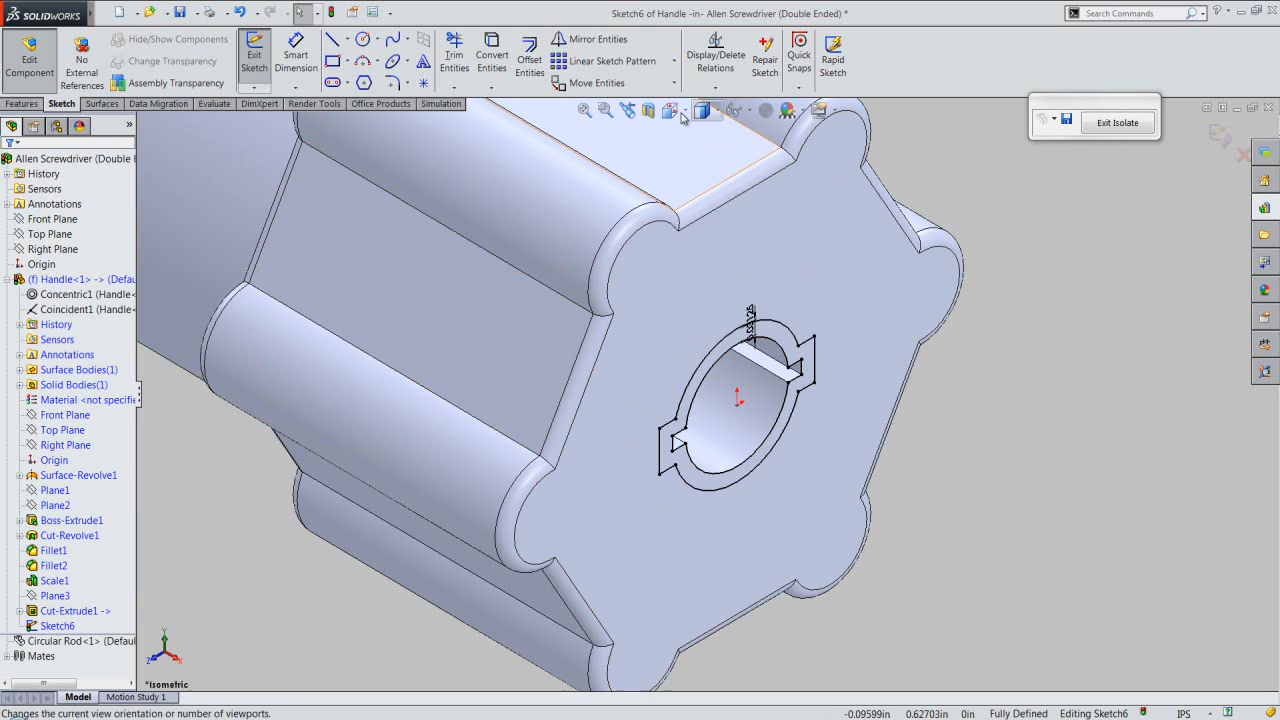 SOLIDWORKS
Sketch6 of Handle -in- Allen Screwdriver (Double Ended) *
Search Commands
Edit Component
No External References
Hide/Show Components
Change Transparency
Assembly Transparency
Exit Sketch
Smart Dimension
Trim Entities
Convert Entities
Offset Entities
Mirror Entities
Linear Sketch Pattern
Move Entities
Display/Delete Relations
Repair Sketch
Quick Snaps
Rapid Sketch
Features
Sketch
Surfaces
Data Migration
Evaluate
DimXpert
Render Tools
Office Products
Simulation
Exit Isolate
Allen Screwdriver (Double E
History
Sensors
Annotations
Front Plane
Top Plane
Right Plane
Origin
(f) Handle<1> -> (Defau
Concentric1 (Handle<
Coincident1 (Handle<
History
Sensors
Annotations
Surface Bodies(1)
Solid Bodies(1)
Material <not specifie
Front Plane
Top Plane
Right Plane
Origin
Surface-Revolve1
Plane1
Plane2
Boss-Extrude1
Cut-Revolve1
Fillet1
Fillet2
Scale1
Plane3
Cut-Extrude1 ->
Sketch6
Circular Rod<1> (Defaul
Mates
Y
Z
X
*Isometric
Model
Motion Study 1
Changes the current view orientation or number of viewports.
-0.09599in
0.62703in
0in
Fully Defined
Editing Sketch6
IPS